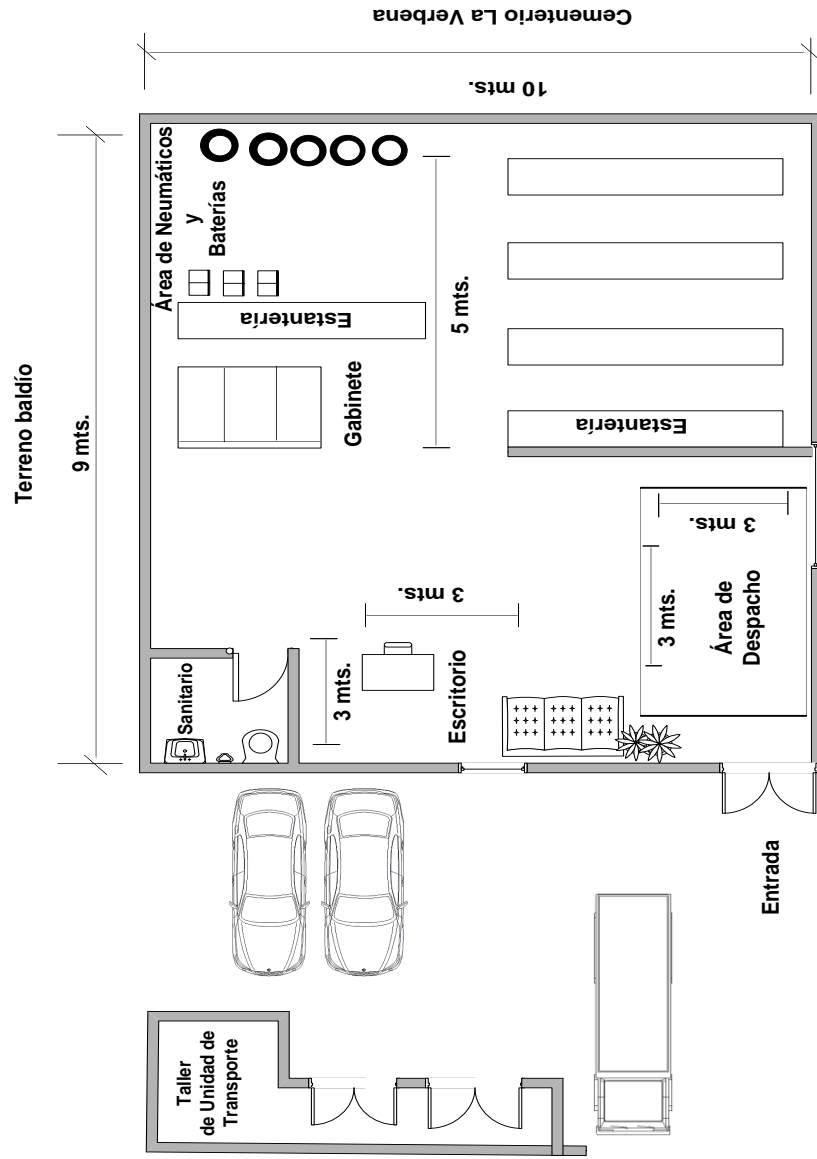 Cementerio La Verbena
10 mts.
Terreno baldío
9 mts.
Área de Neumáticos
y
Baterías
Estantería
Gabinete
5 mts.
Estantería
3 mts.
3 mts.
Área de
Despacho
3 mts.
3 mts.
Sanitario
Escritorio
Entrada
Taller
de Unidad de
Transporte